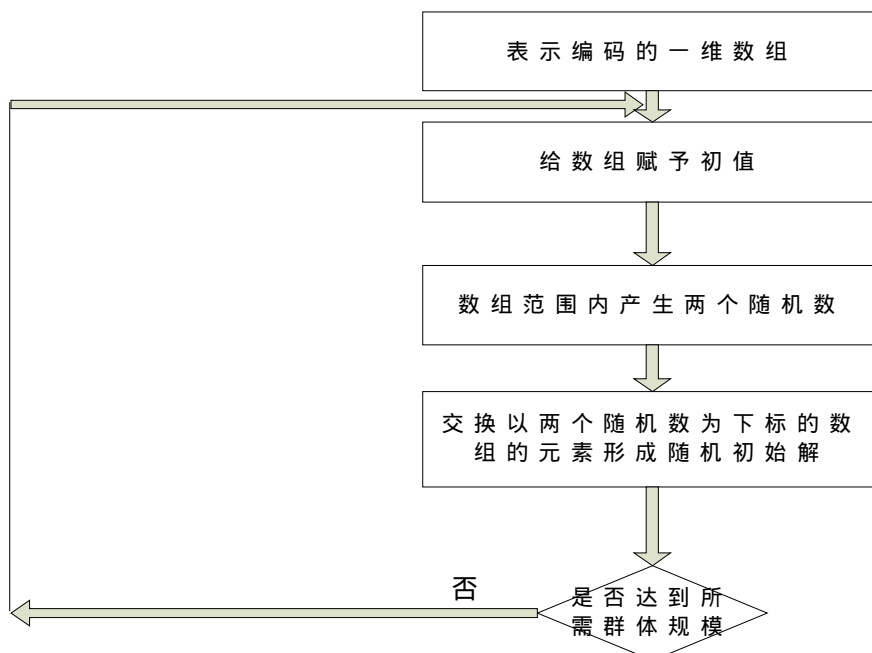 表示编码的一维数组
给数组赋予初值
数组范围内产生两个随机数
交换以两个随机数为下标的数
组的元素形成随机初始解
否
是否达到所
需群体规模